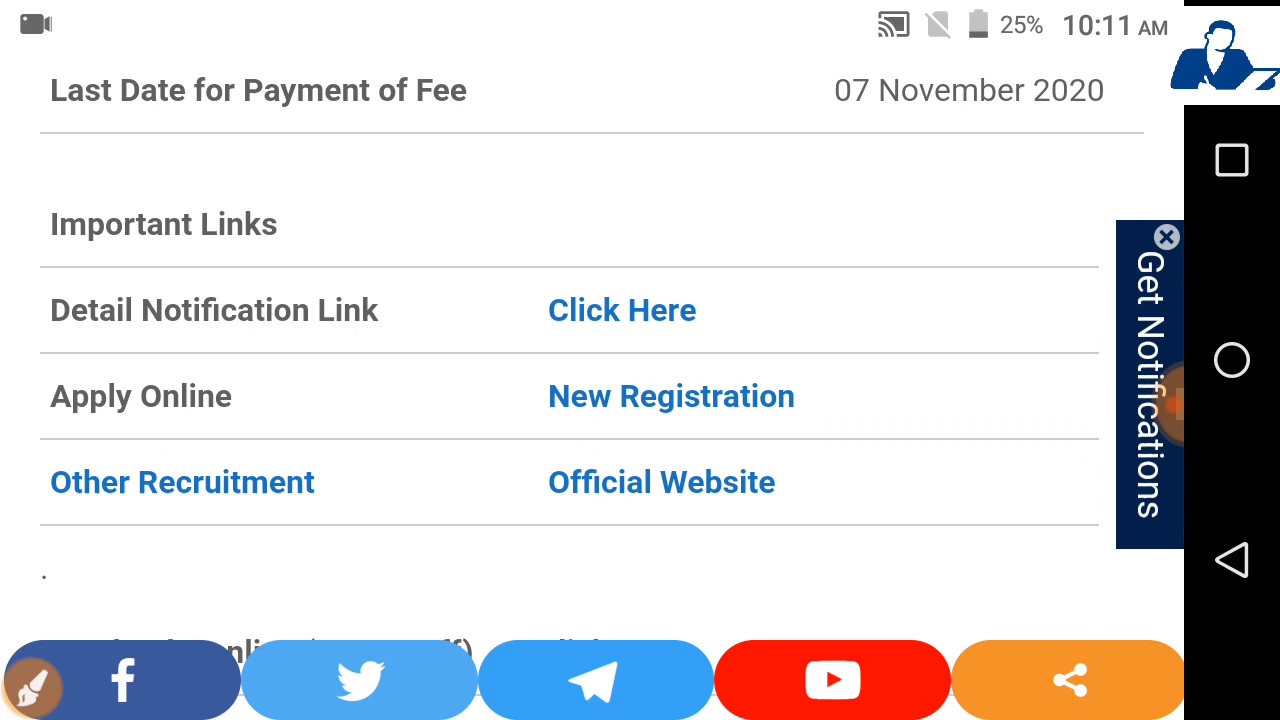 25% 10:11 AM
Last Date for Payment of Fee 07 November 2020
Important Links
Detail Notification Link Click Here
Apply Online New Registration
Other Recruitment Official Website
.
Get Notifications